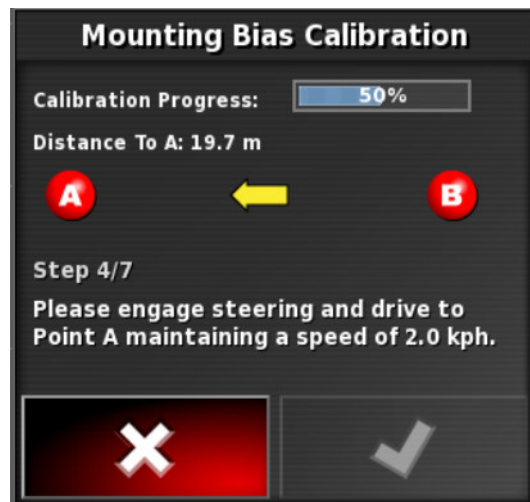 Mounting Bias Calibration
Calibration Progress: 50%
Distance To A: 19.7 m
A B
Step 4/7
Please engage steering and drive to
Point A maintaining a speed of 2.0 kph.